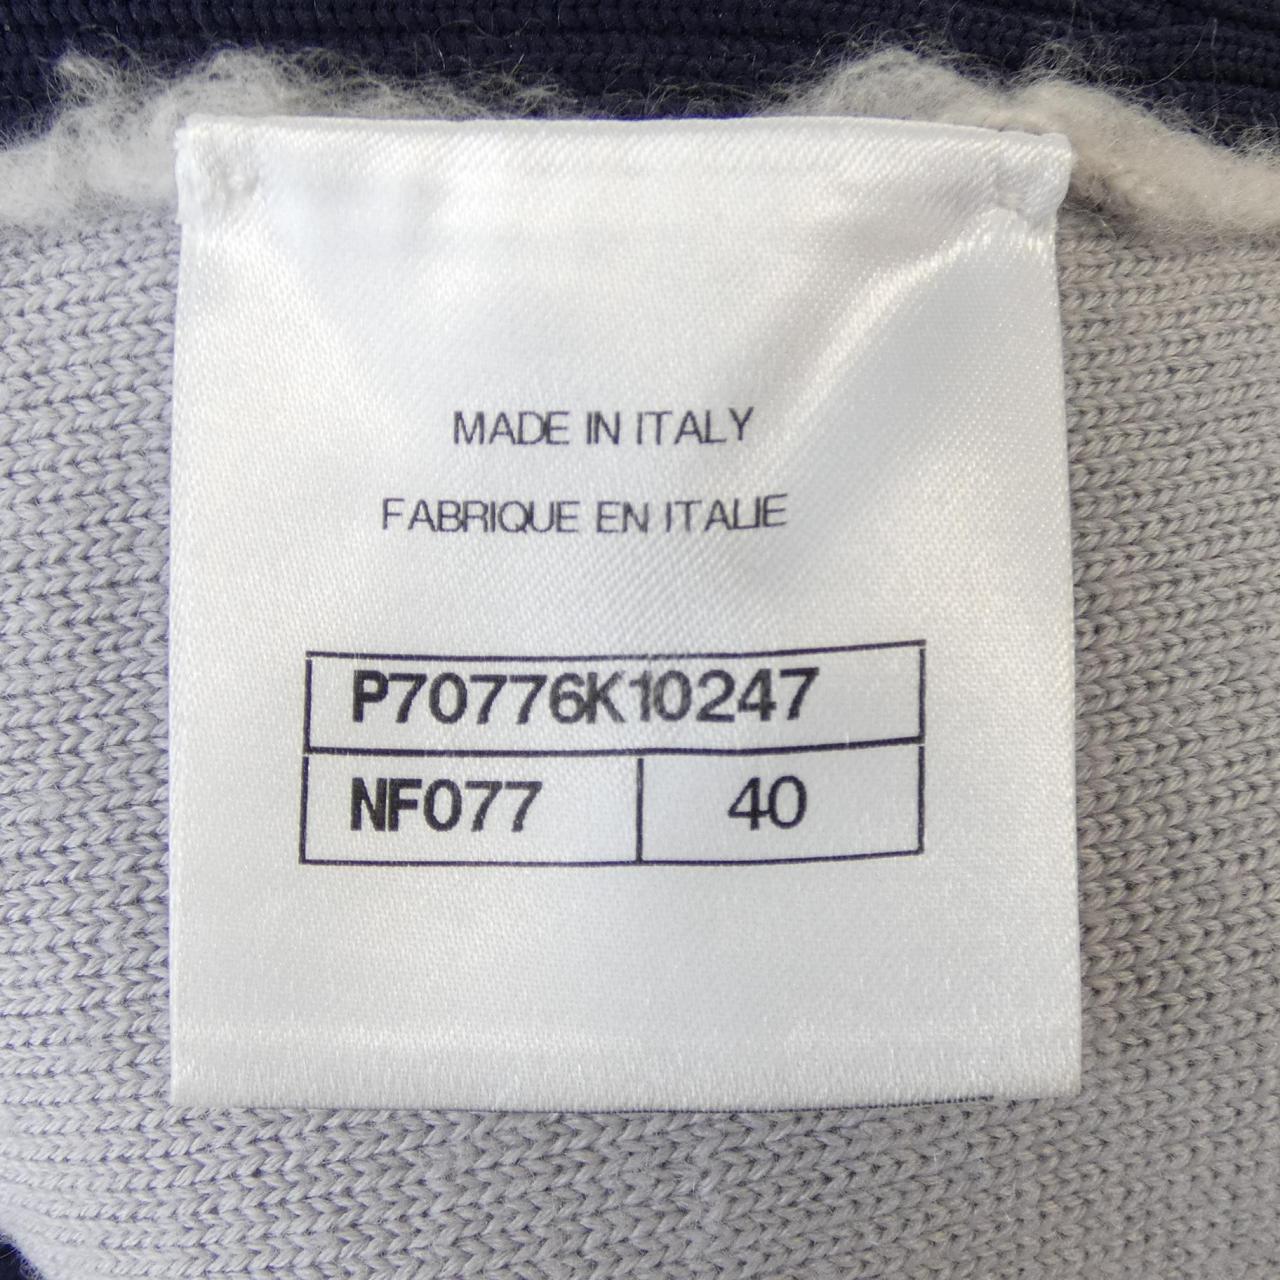 MADE IN ITALY
FABRIQUE EN ITALIE
P70776K10247
NF077 40